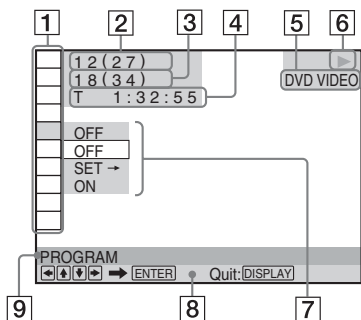 1 2 3 4 5 6
12(27)
18(34)
T 1:32:55
DVD VIDEO
OFF
OFF
SET →
ON
PROGRAM
ENTER Quit: DISPLAY
9 8 7